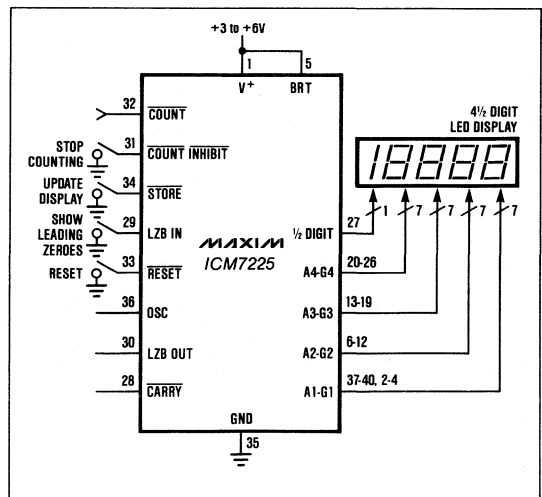 +3 to +6V
1
5
V+
BRT
32
COUNT
31
STOP
COUNTING
COUNT INHIBIT
34
UPDATE
DISPLAY
STORE
29
SHOW
LEADING
ZEROES
LZB IN
33
RESET
RESET
36
OSC
30
LZB OUT
28
CARRY
MAXIM
ICM7225
GND
35
4½ DIGIT
LED DISPLAY
18888
1
7
7
7
7
½ DIGIT
27
A4-G4
20-26
A3-G3
13-19
A2-G2
6-12
A1-G1
37-40, 2-4